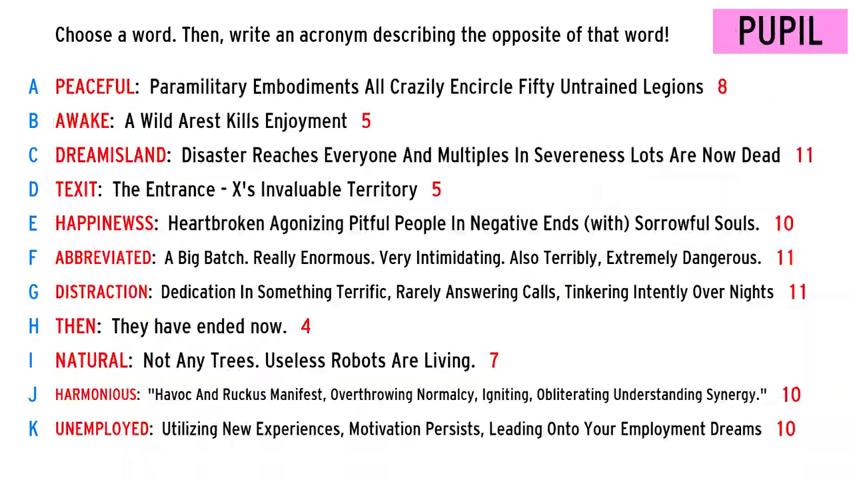 Choose a word. Then, write an acronym describing the opposite of that word!
PUPIL
A PEACEFUL: Paramilitary Embodiments All Crazily Encircle Fifty Untrained Legions 8
B AWAKE: A Wild Arest Kills Enjoyment 5
C DREAMISLAND: Disaster Reaches Everyone And Multiples In Severeness Lots Are Now Dead 11
D TEXIT: The Entrance - X's Invaluable Territory 5
E HAPPINEWSS: Heartbroken Agonizing Pitful People In Negative Ends (with) Sorrowful Souls. 10
F ABBREVIATED: A Big Batch. Really Enormous. Very Intimidating. Also Terribly, Extremely Dangerous. 11
G DISTRACTION: Dedication In Something Terrific, Rarely Answering Calls, Tinkering Intently Over Nights 11
H THEN: They have ended now. 4
I NATURAL: Not Any Trees. Useless Robots Are Living. 7
J HARMONIOUS: "Havoc And Ruckus Manifest, Overthrowing Normalcy, Igniting, Obliterating Understanding Synergy." 10
K UNEMPLOYED: Utilizing New Experiences, Motivation Persists, Leading Onto Your Employment Dreams 10